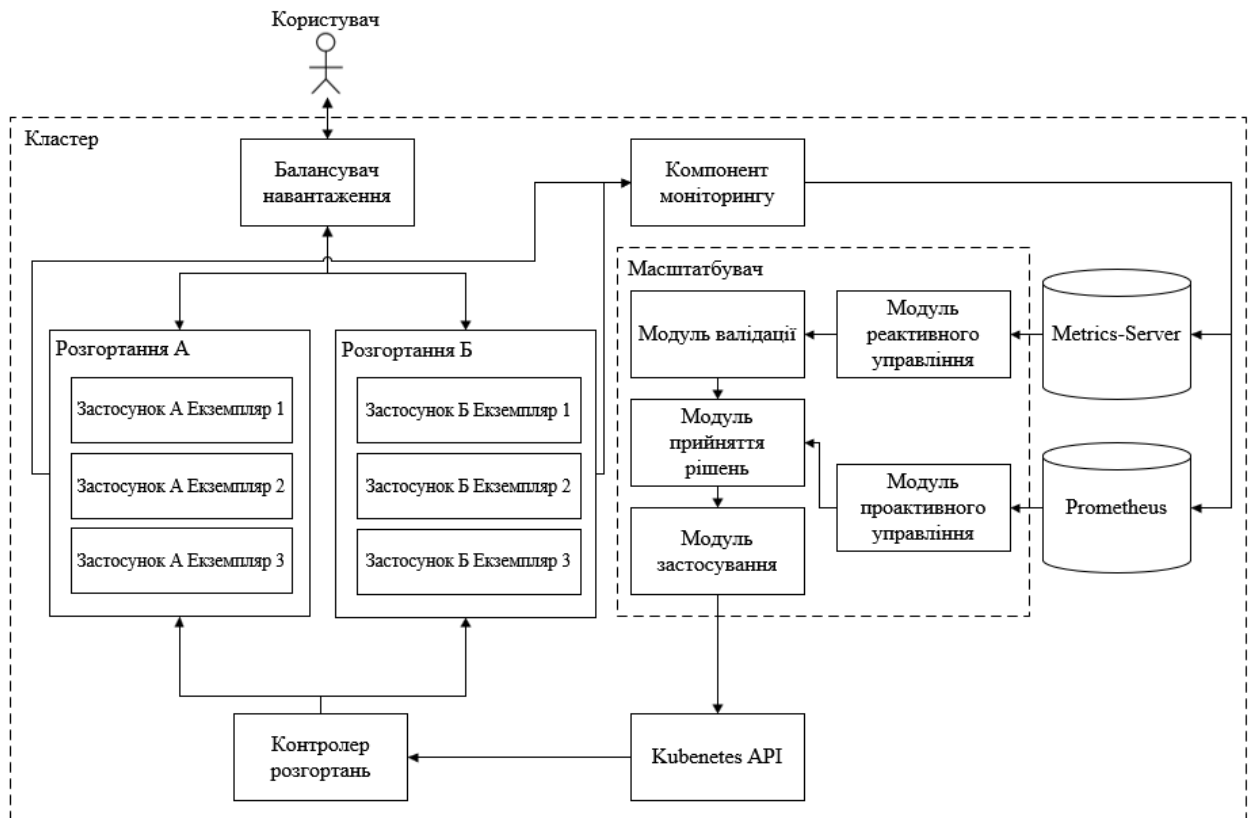 Користувач
Кластер
Балансувач
навантаження
Компонент
моніторингу
Масштатбувач
Модуль валідації
Модуль
реактивного
управління
Metrics-Server
Розгортання А
Застосунок А Екземпляр 1
Застосунок А Екземпляр 2
Застосунок А Екземпляр 3
Розгортання Б
Застосунок Б Екземпляр 1
Застосунок Б Екземпляр 2
Застосунок Б Екземпляр 3
Модуль
прийняття
рішень
Модуль
проактивного
управління
Prometheus
Модуль
застосування
Контролер
розгортань
Kubenetes API